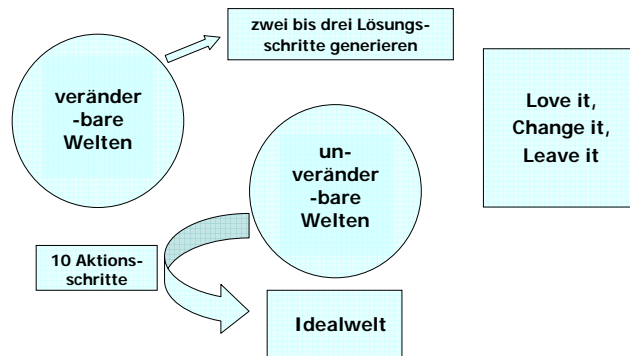 zwei bis drei Lösungs-
schritte generieren
veränder
-bare
Welten
Love it,
Change it,
Leave it
un-
veränder
-bare
Welten
10 Aktions-
schritte
Idealwelt